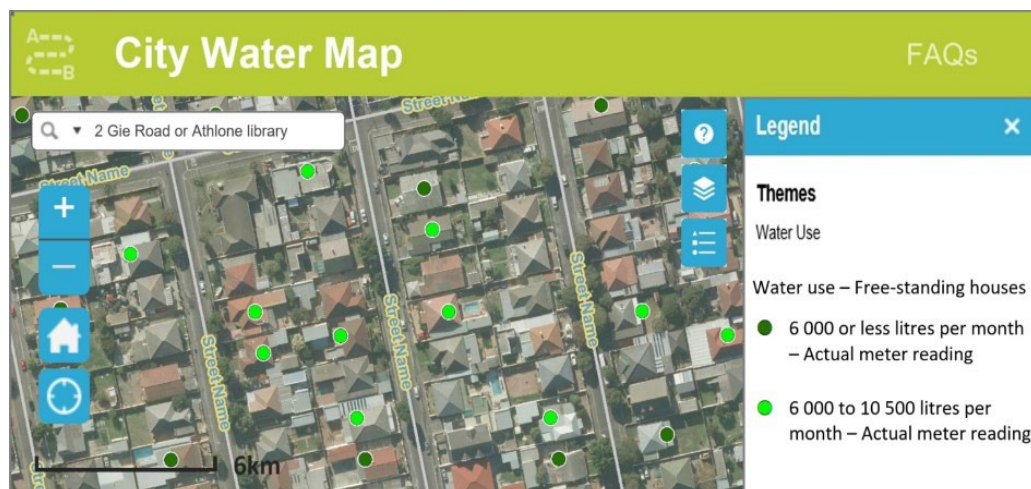 A
B
City Water Map
FAQs
2 Gie Road or Athlone library
Street Name
Street Name
Street Name
Street Name
Street Name
?
+
−
6km
Legend ×
Themes
Water Use
Water use – Free-standing houses
6 000 or less litres per month
– Actual meter reading
6 000 to 10 500 litres per
month – Actual meter reading